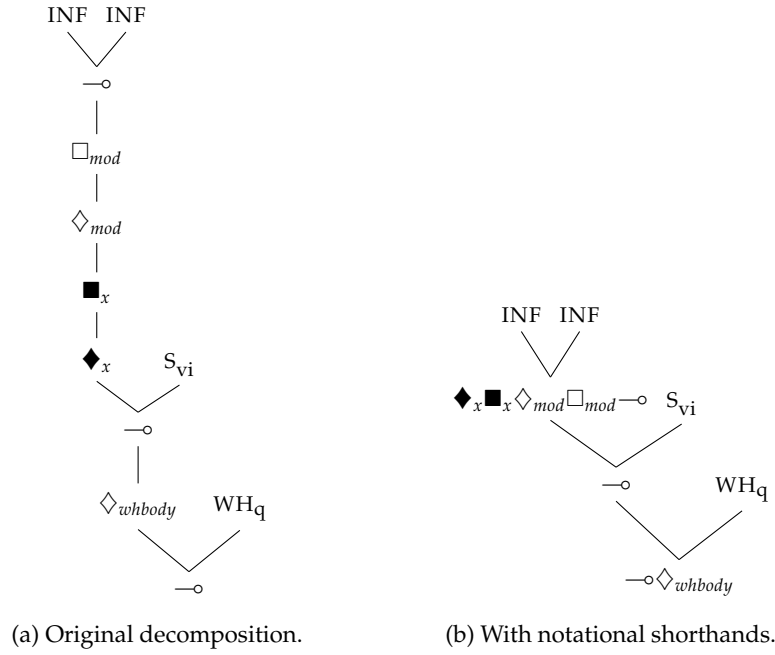 INF INF
⊸
□mod
◇mod
■x
◆x Svi
⊸
◇whbody WHq
⊸
(a) Original decomposition.
INF INF
◆x■x◇mod□mod⊸ Svi
⊸ WHq
⊸◇whbody
(b) With notational shorthands.